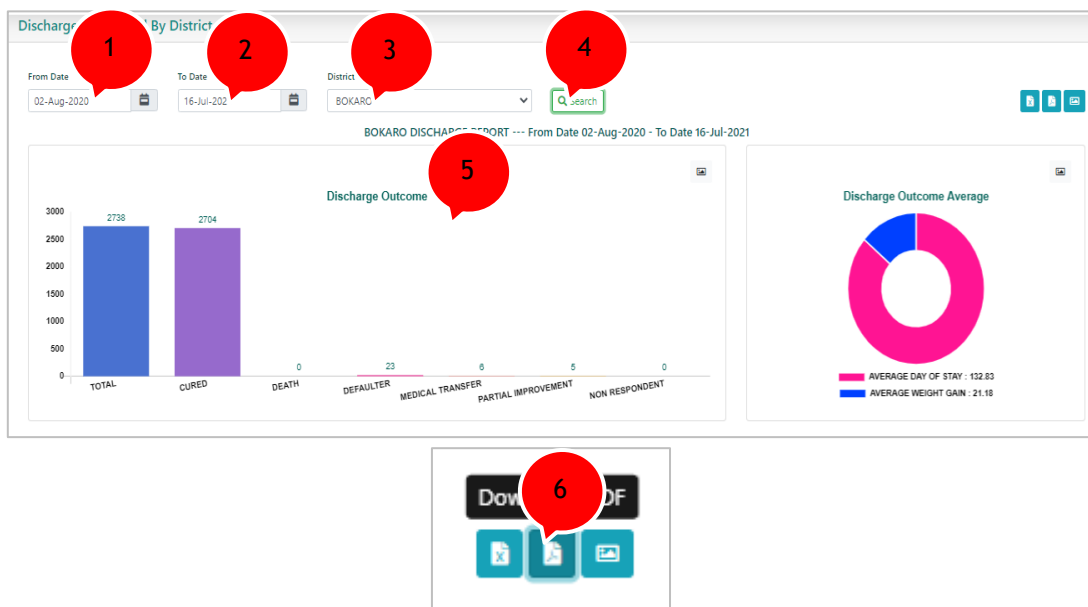 Discharge By District
1 2 3 4
From Date To Date District
02-Aug-2020 16-Jul-202 BOKARO Search
BOKARO DISCHARGE REPORT --- From Date 02-Aug-2020 - To Date 16-Jul-2021
5
Discharge Outcome
3000
2500
2000
1500
1000
500
0
2738 2704 0 23 6 5 0
TOTAL CURED DEATH DEFAULTER MEDICAL TRANSFER PARTIAL IMPROVEMENT NON RESPONDENT
Discharge Outcome Average
AVERAGE DAY OF STAY : 132.83
AVERAGE WEIGHT GAIN : 21.18
6